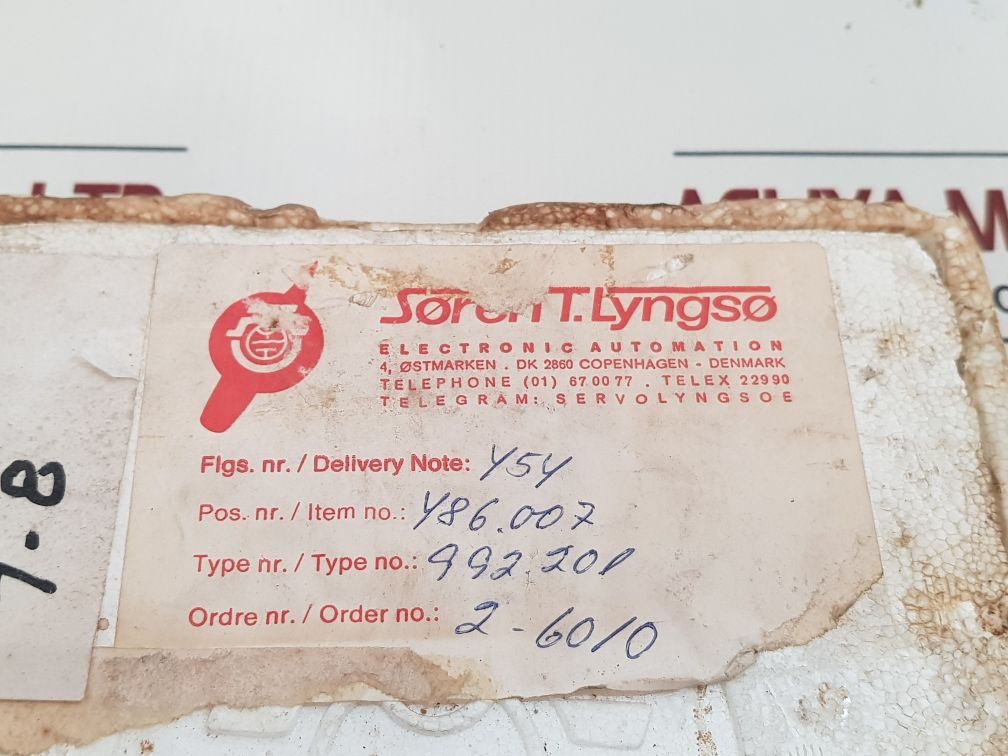 Søren T. Lyngsø
ELECTRONIC AUTOMATION
4, ØSTMARKEN . DK 2860 COPENHAGEN - DENMARK
TELEPHONE (01) 67 00 77 . TELEX 22990
TELEGRAM: SERVOLYNGSOE
Flgs. nr. / Delivery Note: 454
Pos. nr. / Item no.: 486.007
Type nr. / Type no.: 992.201
Ordre nr. / Order no.: 2-6010